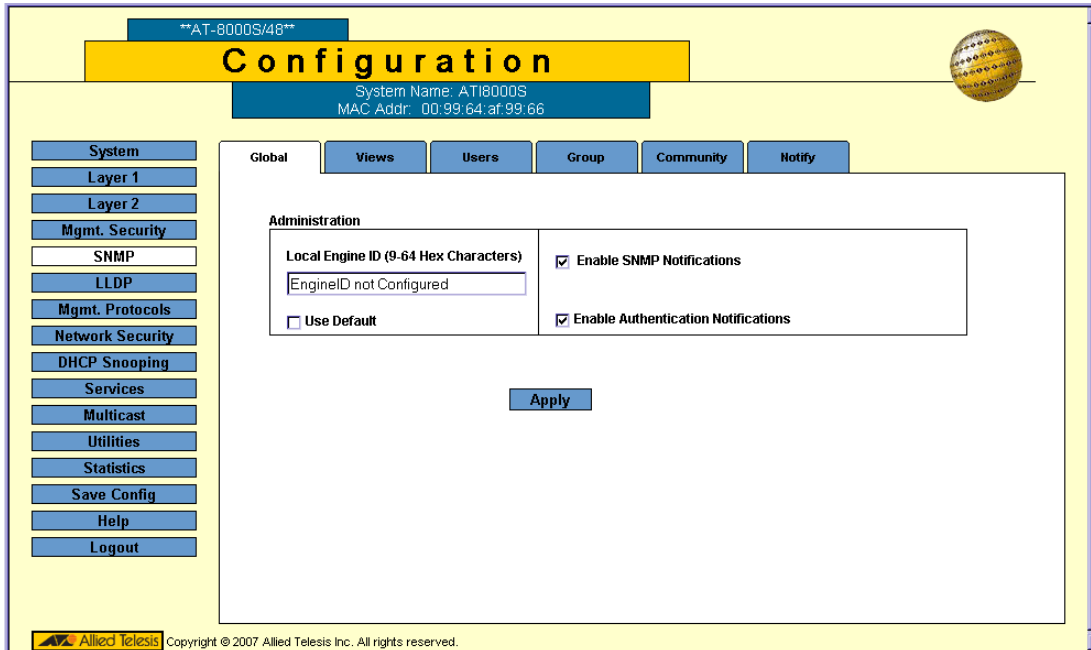 **AT-8000S/48**
Configuration
System Name: ATI8000S
MAC Addr: 00:99:64:af:99:66
System
Layer 1
Layer 2
Mgmt. Security
SNMP
LLDP
Mgmt. Protocols
Network Security
DHCP Snooping
Services
Multicast
Utilities
Statistics
Save Config
Help
Logout
Global Views Users Group Community Notify
Administration
Local Engine ID (9-64 Hex Characters)
EngineID not Configured
Use Default
Enable SNMP Notifications
Enable Authentication Notifications
Apply
Allied Telesis Copyright © 2007 Allied Telesis Inc. All rights reserved.